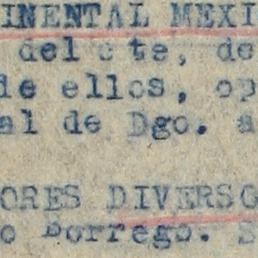 INENTAL MEXI
del cte, de
de ellos, op
al de Dgo. a
ORES DIVERSO
o Borrego. S